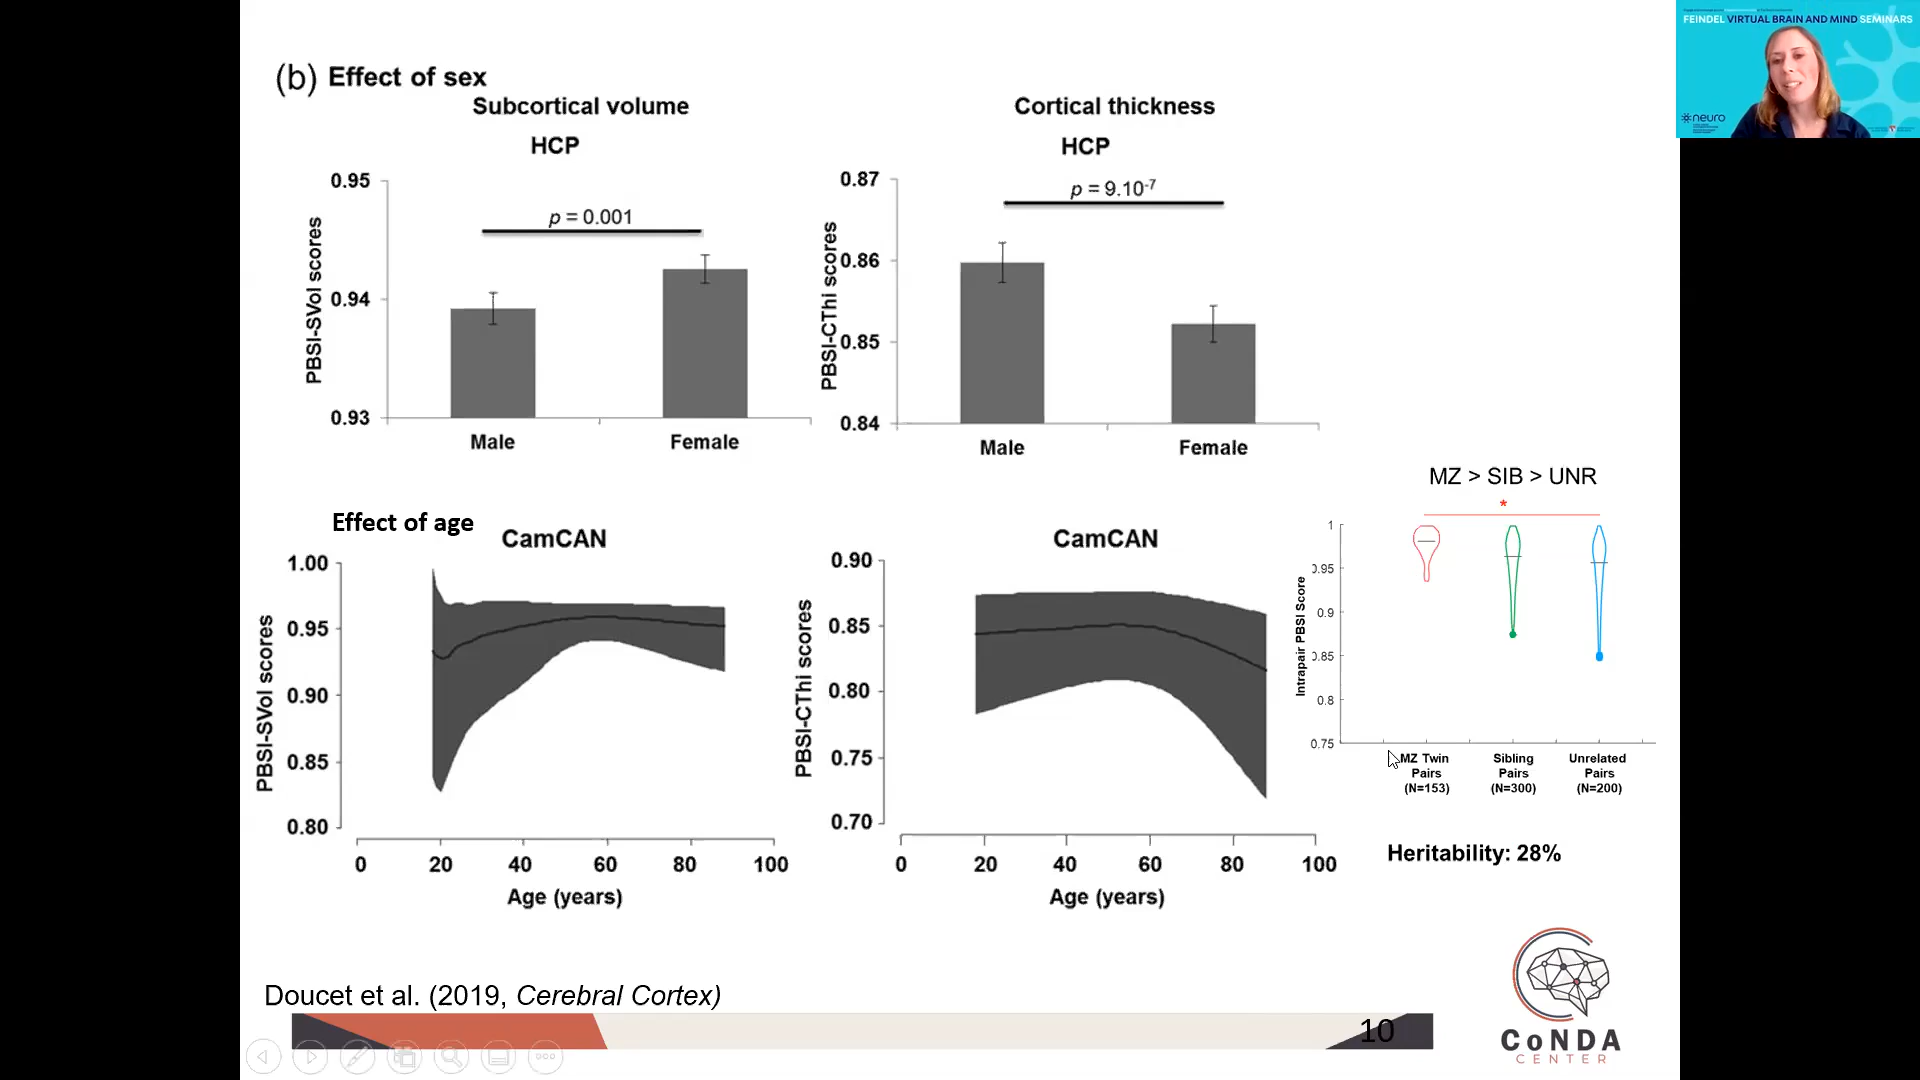 FEINDEL VIRTUAL BRAIN AND MIND SEMINARS
neuro
(b) Effect of sex
Subcortical volume
HCP
PBSI-SVol scores
0.95
0.94
0.93
p = 0.001
Male
Female
Cortical thickness
HCP
PBSI-CThi scores
0.87
0.86
0.85
0.84
p = 9.10-7
Male
Female
Effect of age
CamCAN
PBSI-SVol scores
1.00
0.95
0.90
0.85
0.80
0 20 40 60 80 100
Age (years)
CamCAN
PBSI-CThi scores
0.90
0.85
0.80
0.75
0.70
0 20 40 60 80 100
Age (years)
MZ > SIB > UNR
*
Intrapair PBSI Score
1
0.95
0.9
0.85
0.8
0.75
MZ Twin
Pairs
(N=153)
Sibling
Pairs
(N=300)
Unrelated
Pairs
(N=200)
Heritability: 28%
Doucet et al. (2019, Cerebral Cortex)
10
CoNDA
CENTER